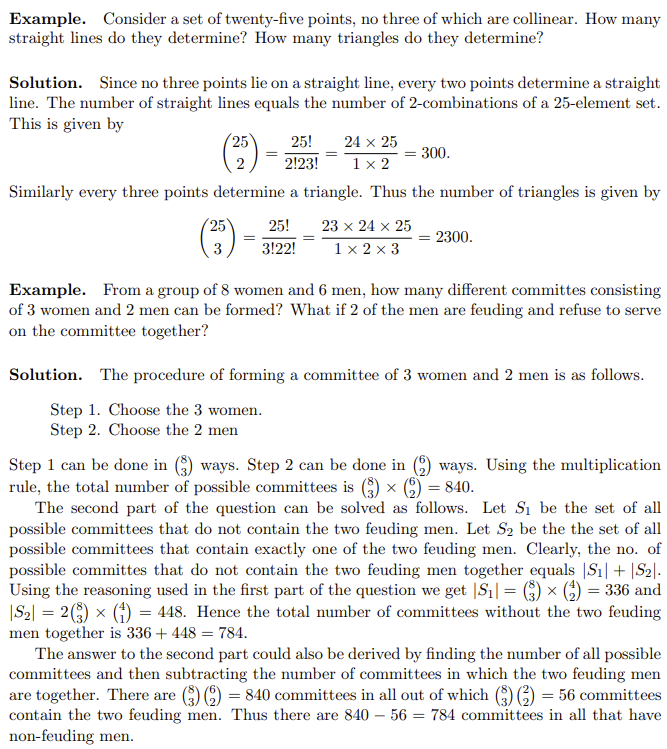 Example. Consider a set of twenty-five points, no three of which are collinear. How many
straight lines do they determine? How many triangles do they determine?
Solution. Since no three points lie on a straight line, every two points determine a straight
line. The number of straight lines equals the number of 2-combinations of a 25-element set.
This is given by
$\binom{25}{2} = \frac{25!}{2!23!} = \frac{24 \times 25}{1 \times 2} = 300.$
Similarly every three points determine a triangle. Thus the number of triangles is given by
$\binom{25}{3} = \frac{25!}{3!22!} = \frac{23 \times 24 \times 25}{1 \times 2 \times 3} = 2300.$
Example. From a group of 8 women and 6 men, how many different committes consisting
of 3 women and 2 men can be formed? What if 2 of the men are feuding and refuse to serve
on the committee together?
Solution. The procedure of forming a committee of 3 women and 2 men is as follows.
Step 1. Choose the 3 women.
Step 2. Choose the 2 men
Step 1 can be done in $\binom{8}{3}$ ways. Step 2 can be done in $\binom{6}{2}$ ways. Using the multiplication
rule, the total number of possible committees is $\binom{8}{3} \times \binom{6}{2} = 840$.
The second part of the question can be solved as follows. Let $S_1$ be the set of all
possible committees that do not contain the two feuding men. Let $S_2$ be the the set of all
possible committees that contain exactly one of the two feuding men. Clearly, the no. of
possible committes that do not contain the two feuding men together equals $|S_1| + |S_2|$.
Using the reasoning used in the first part of the question we get $|S_1| = \binom{8}{3} \times \binom{4}{2} = 336$ and
$|S_2| = 2\binom{8}{3} \times \binom{4}{1} = 448$. Hence the total number of committees without the two feuding
men together is 336 + 448 = 784.
The answer to the second part could also be derived by finding the number of all possible
committees and then subtracting the number of committees in which the two feuding men
are together. There are $\binom{8}{3}\binom{6}{2} = 840$ committees in all out of which $\binom{8}{3}\binom{2}{2} = 56$ committees
contain the two feuding men. Thus there are 840 − 56 = 784 committees in all that have
non-feuding men.